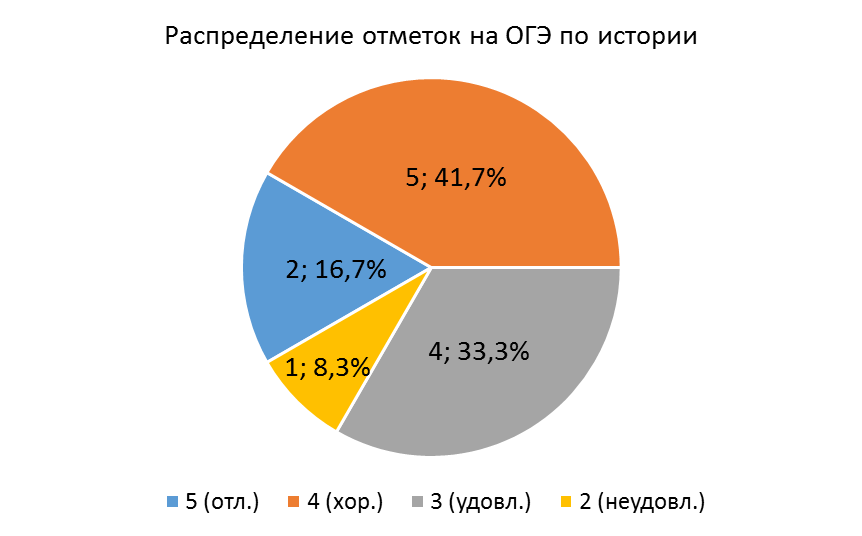 Распределение отметок на ОГЭ по истории
5; 41,7%
2; 16,7%
4; 33,3%
1; 8,3%
5 (отл.) 4 (хор.) 3 (удовл.) 2 (неудовл.)